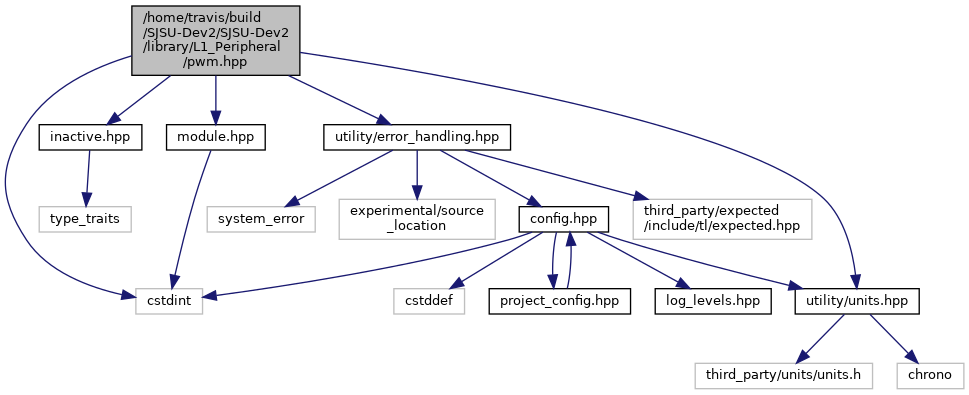 /home/travis/build
/SJSU-Dev2/SJSU-Dev2
/library/L1_Peripheral
/pwm.hpp
inactive.hpp
module.hpp
utility/error_handling.hpp
type_traits
system_error
experimental/source
_location
config.hpp
third_party/expected
/include/tl/expected.hpp
cstdint
cstddef
project_config.hpp
log_levels.hpp
utility/units.hpp
third_party/units/units.h
chrono